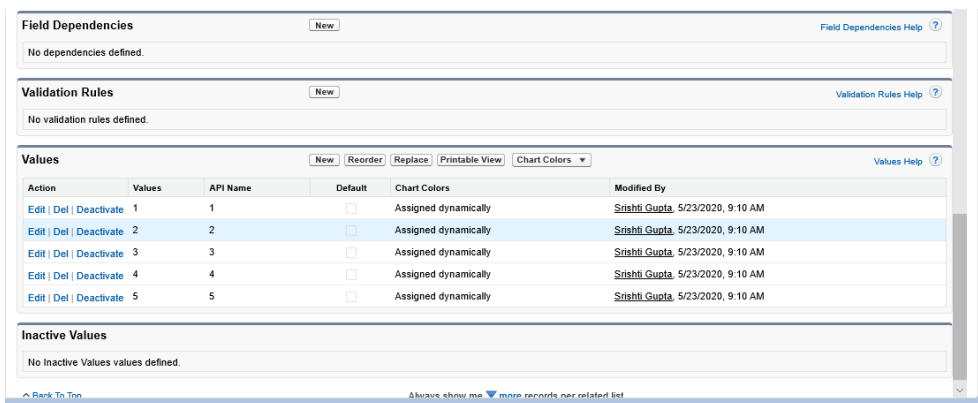 Field Dependencies New Field Dependencies Help ?
No dependencies defined.
Validation Rules New Validation Rules Help ?
No validation rules defined.
Values New Reorder Replace Printable View Chart Colors ▼ Values Help ?
Action Values API Name Default Chart Colors Modified By
Edit | Del | Deactivate 1 1 Assigned dynamically Srishti Gupta, 5/23/2020, 9:10 AM
Edit | Del | Deactivate 2 2 Assigned dynamically Srishti Gupta, 5/23/2020, 9:10 AM
Edit | Del | Deactivate 3 3 Assigned dynamically Srishti Gupta, 5/23/2020, 9:10 AM
Edit | Del | Deactivate 4 4 Assigned dynamically Srishti Gupta, 5/23/2020, 9:10 AM
Edit | Del | Deactivate 5 5 Assigned dynamically Srishti Gupta, 5/23/2020, 9:10 AM
Inactive Values
No Inactive Values values defined.
^ Back To Top Always show me ▼ more records per related list